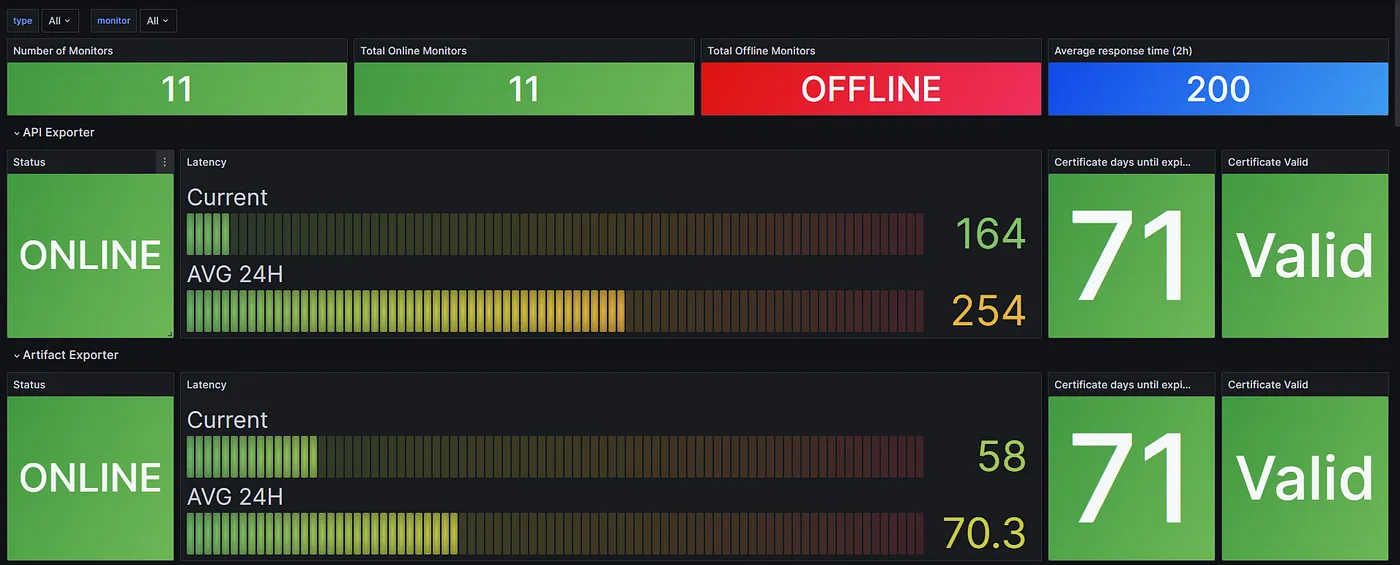 type All monitor All
Number of Monitors
11
Total Online Monitors
11
Total Offline Monitors
OFFLINE
Average response time (2h)
200
API Exporter
Status
ONLINE
Latency
Current
164
AVG 24H
254
Certificate days until expi...
71
Certificate Valid
Valid
Artifact Exporter
Status
ONLINE
Latency
Current
58
AVG 24H
70.3
Certificate days until expi...
71
Certificate Valid
Valid